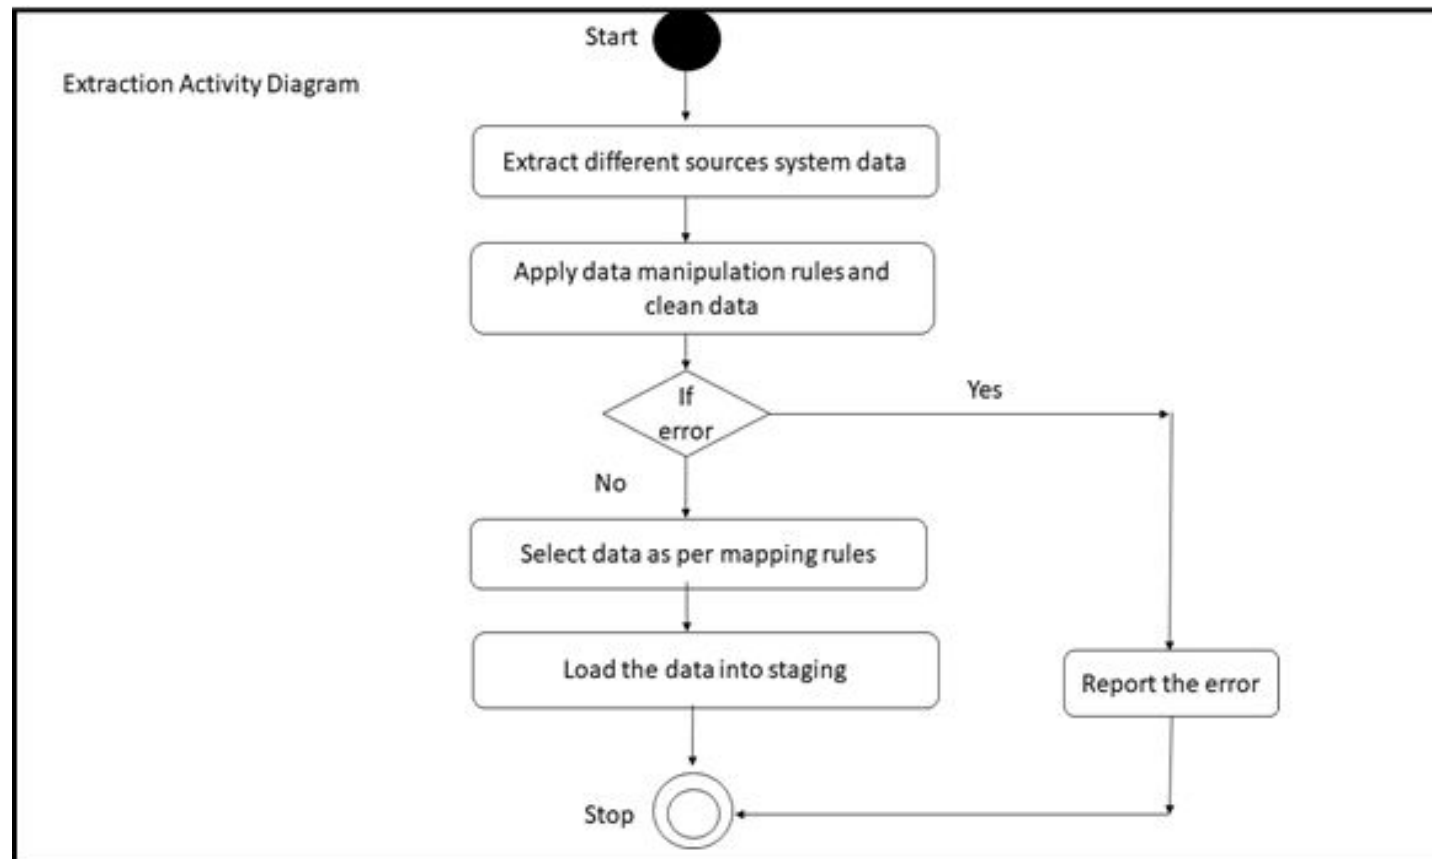 Start
Extraction Activity Diagram
Extract different sources system data
Apply data manipulation rules and
clean data
If
error
Yes
No
Select data as per mapping rules
Load the data into staging
Report the error
Stop